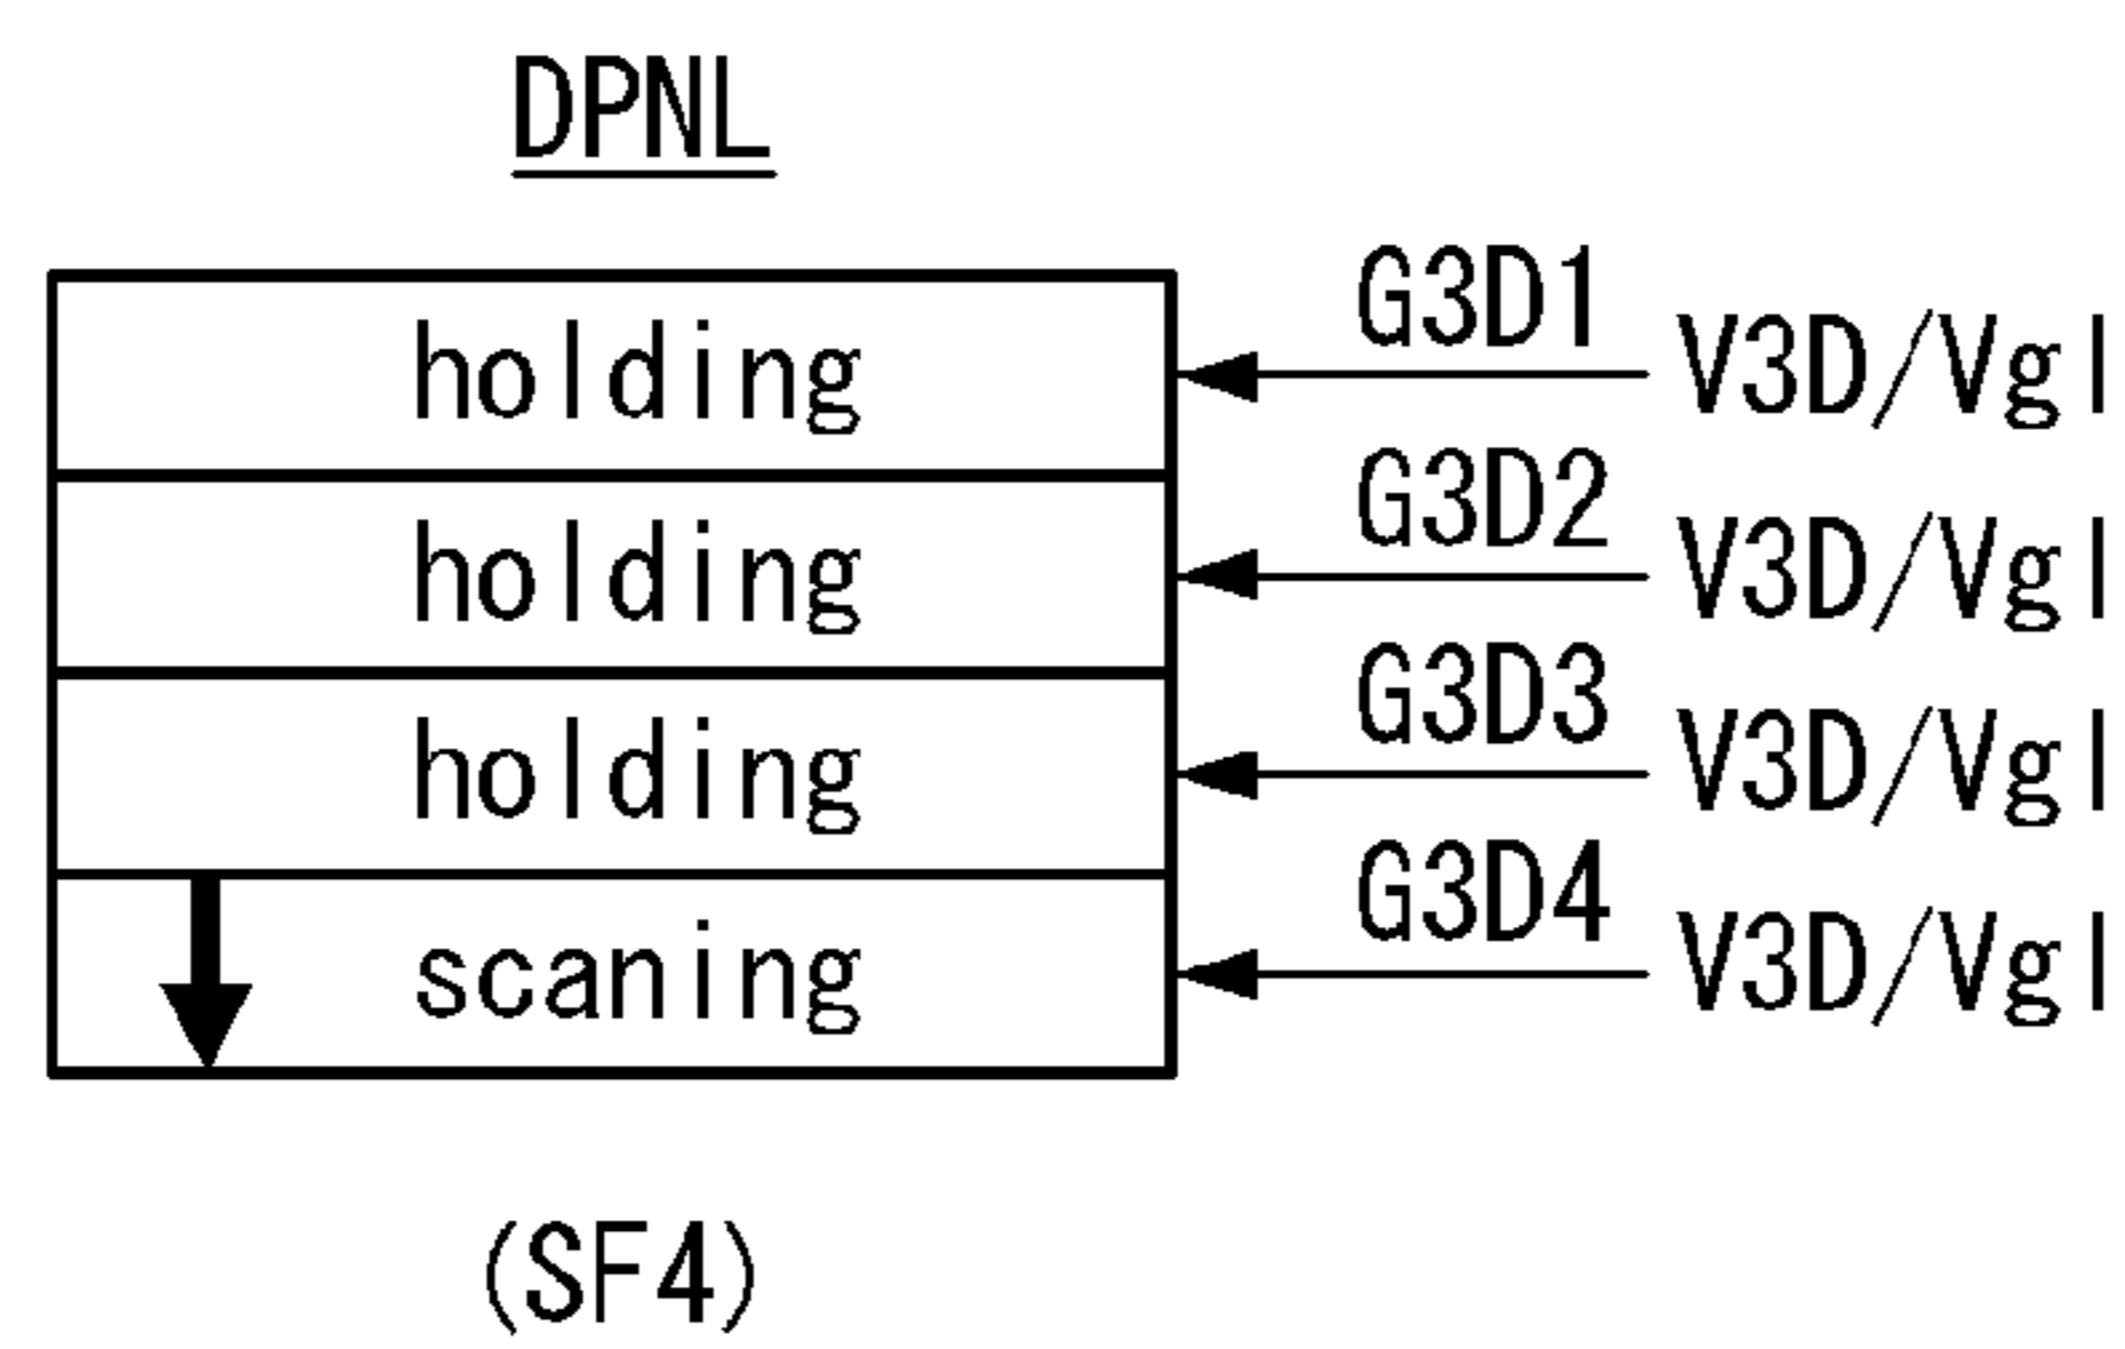 DPNL
holding
G3D1
V3D/Vgl
holding
G3D2
V3D/Vgl
holding
G3D3
V3D/Vgl
scaning
G3D4
V3D/Vgl
(SF4)